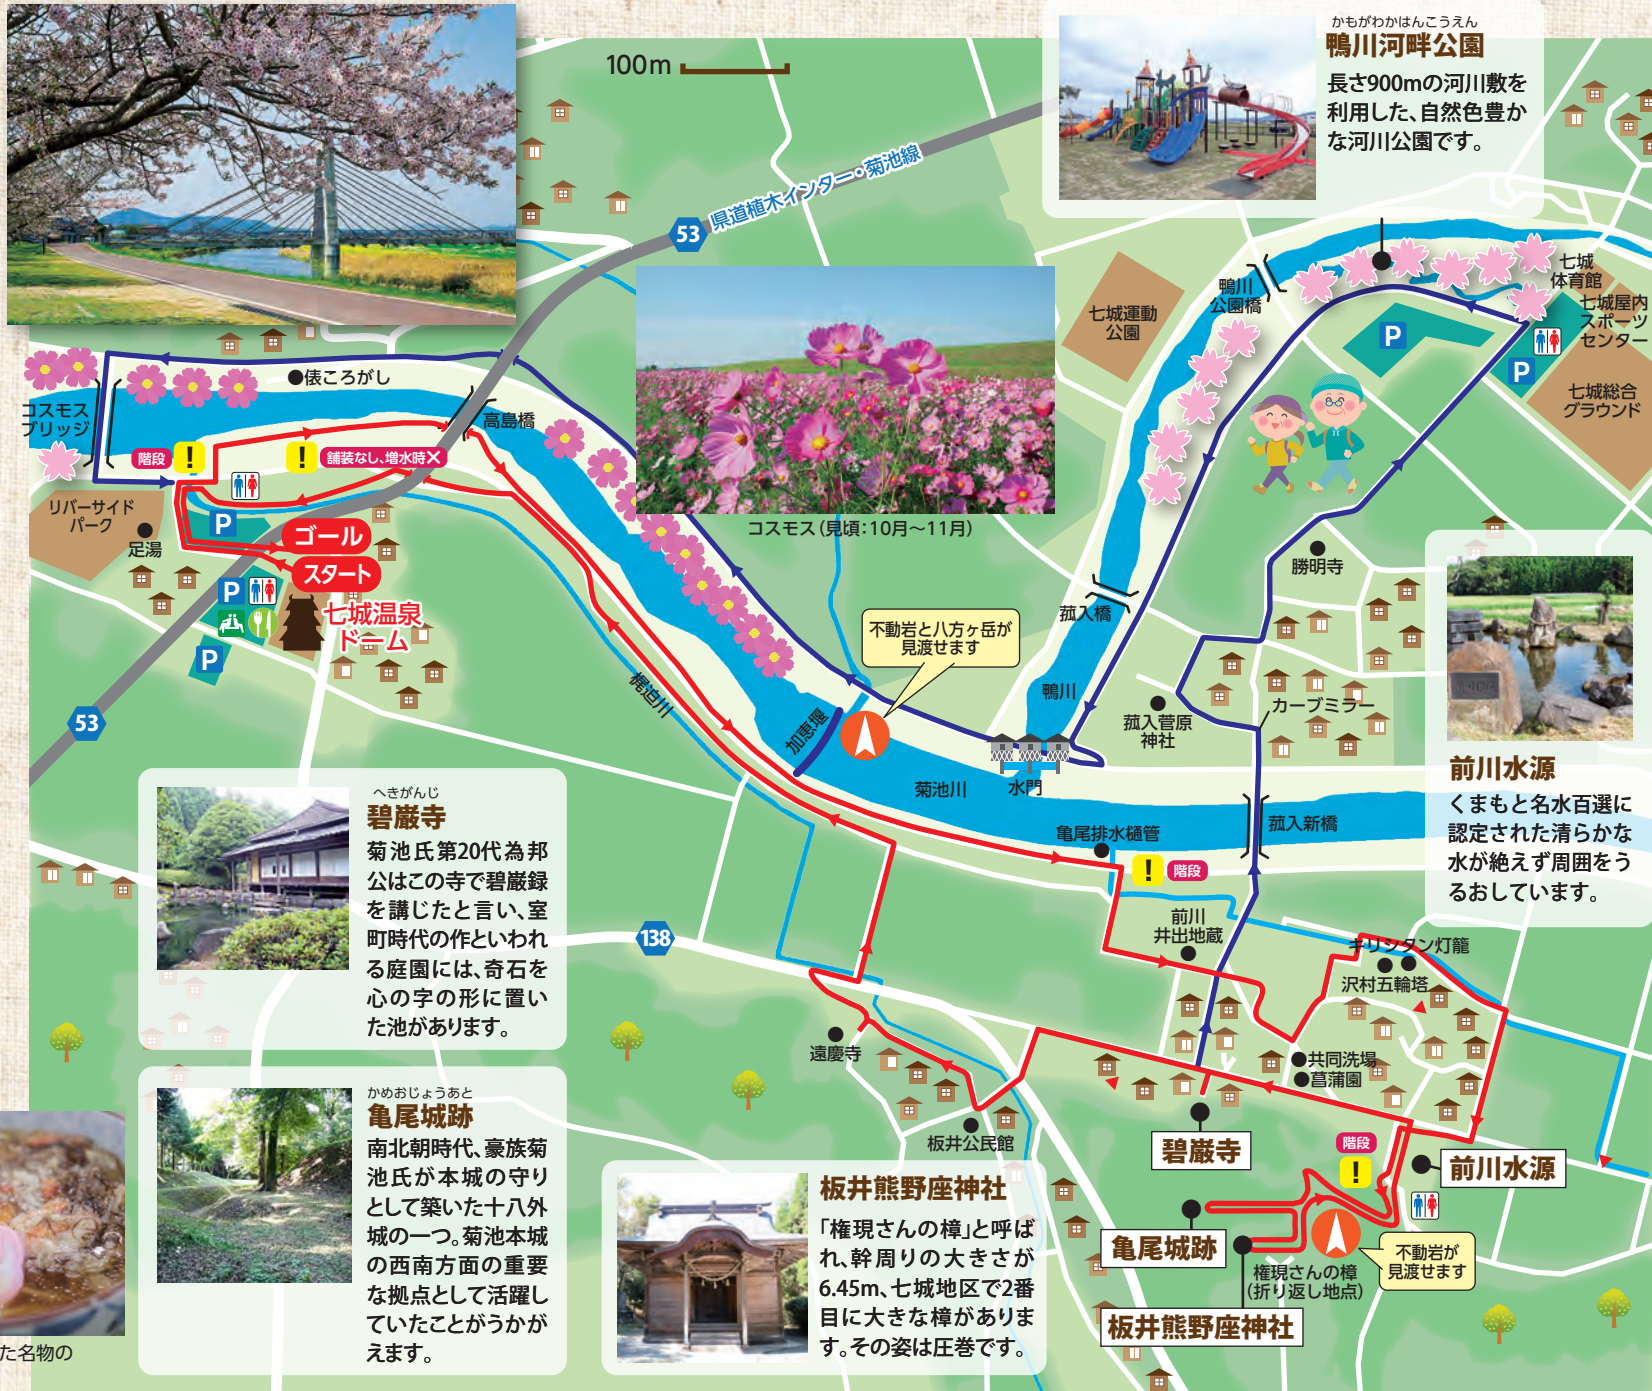 100m
かもがわかはんこうえん
鴨川河畔公園
長さ900mの河川敷を
利用した、自然色豊か
な河川公園です。
県道植木インター・菊池線
53
七城運動
公園
鴨川
公園橋
七城
体育館
七城屋内
スポーツ
センター
P
P
七城総合
グラウンド
俵ころがし
コスモス
ブリッジ
高島橋
階段
!
!
舗装なし、増水時×
リバーサイド
パーク
足湯
P
ゴール
スタート
P
七城温泉
ドーム
P
53
コスモス（見頃：10月〜11月）
勝明寺
菰入橋
不動岩と八方ヶ岳が
見渡せます
梶迫川
加恵堰
鴨川
菰入菅原
神社
カーブミラー
菊池川
水門
亀尾排水樋管
菰入新橋
!
階段
前川水源
くまもと名水百選に
認定された清らかな
水が絶えず周囲をう
るおしています。
へきがんじ
碧巌寺
菊池氏第20代為邦
公はこの寺で碧巌録
を講じたと言い、室
町時代の作といわれ
る庭園には、奇石を
心の字の形に置い
た池があります。
138
前川
井出地蔵
キリシタン灯籠
沢村五輪塔
遠慶寺
共同洗場
菖蒲園
板井公民館
碧巌寺
階段
!
前川水源
かめおじょうあと
亀尾城跡
南北朝時代、豪族菊
池氏が本城の守り
として築いた十八外
城の一つ。菊池本城
の西南方面の重要
な拠点として活躍し
ていたことがうかが
えます。
板井熊野座神社
「権現さんの樟」と呼ば
れ、幹周りの大きさが
6.45m、七城地区で2番
目に大きな樟がありま
す。その姿は圧巻です。
亀尾城跡
権現さんの樟
(折り返し地点)
不動岩が
見渡せます
板井熊野座神社
た名物の